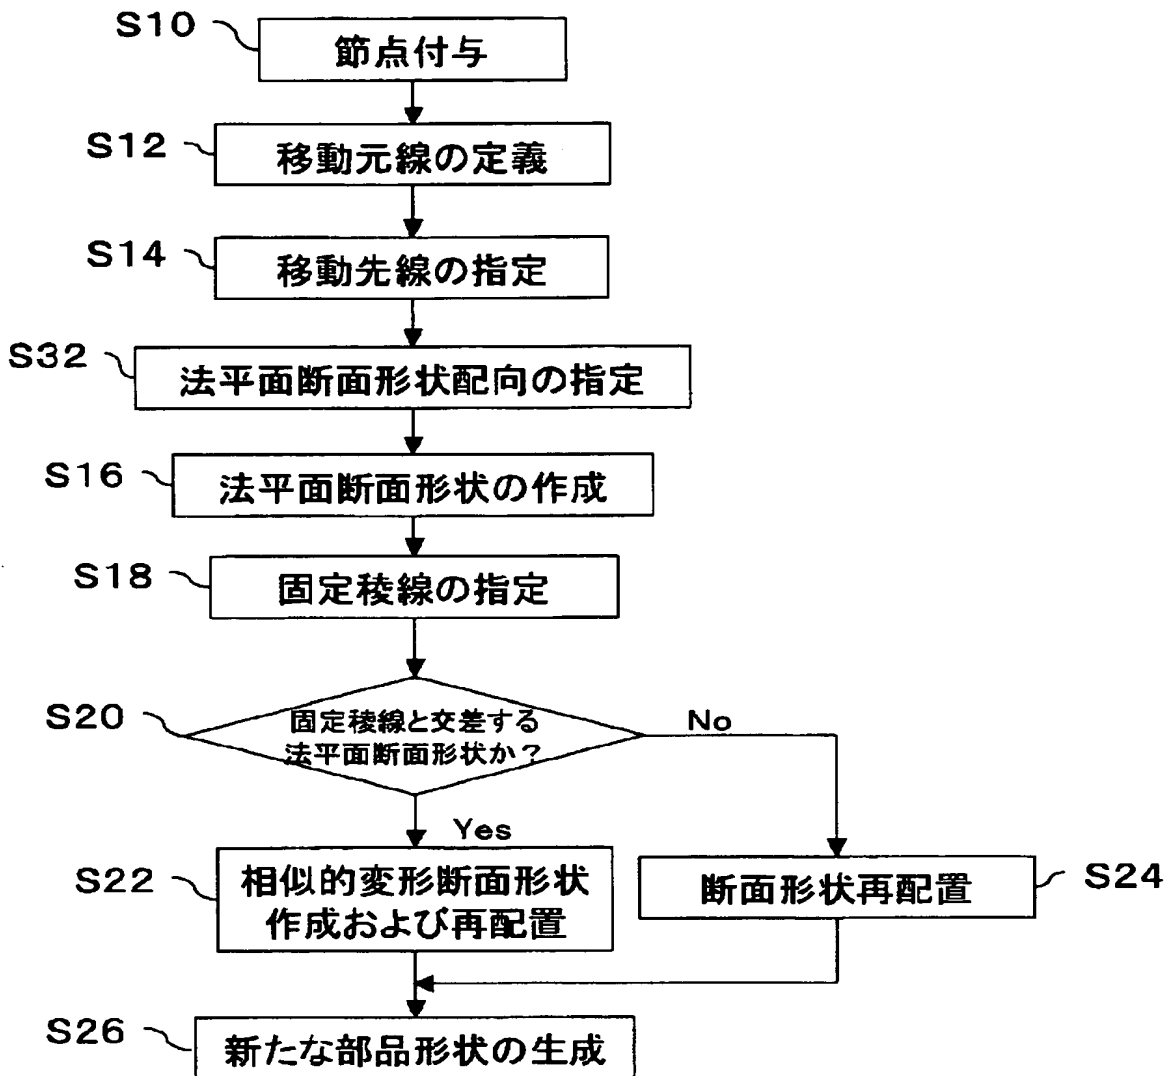 S10
節点付与
S12
移動元線の定義
S14
移動先線の指定
S32
法平面断面形状配向の指定
S16
法平面断面形状の作成
S18
固定稜線の指定
S20
固定稜線と交差する
法平面断面形状か?
No
Yes
S22
相似的変形断面形状
作成および再配置
断面形状再配置
S24
S26
新たな部品形状の生成